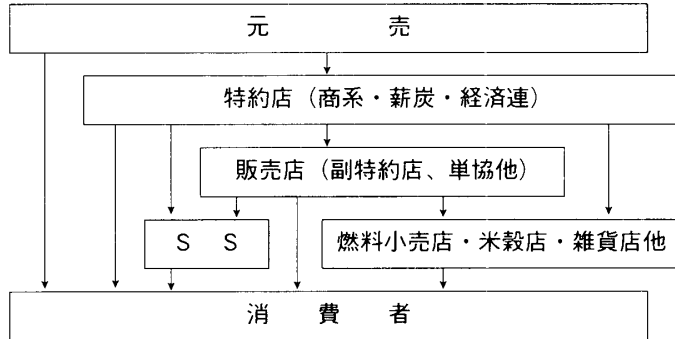 元 売
特約店（商系・薪炭・経済連）
販売店（副特約店、単協他）
S S
燃料小売店・米穀店・雑貨店他
消 費 者